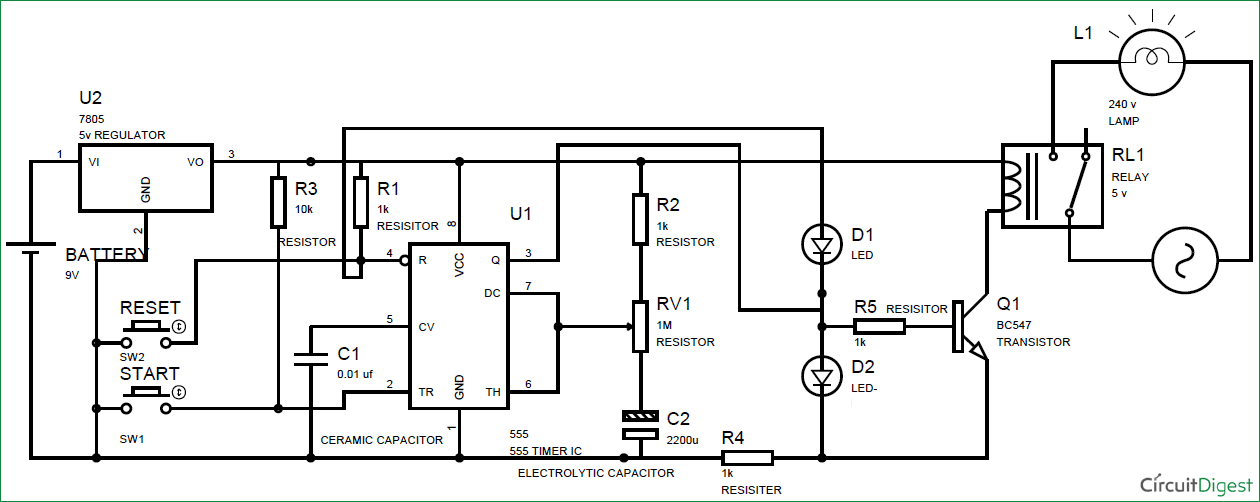 L1
240 v
LAMP
U2
7805
5v REGULATOR
1
VI
VO
3
GND
2
R3
10k
RESISTOR
R1
1k
RESISITOR
U1
8
R2
1k
RESISTOR
RL1
RELAY
5 v
BATTERY
9V
4
R
VCC
Q
3
DC
7
D1
LED
RESET
SW2
START
SW1
5
CV
C1
0.01 uf
RV1
1M
RESISTOR
R5
RESISITOR
1k
Q1
BC547
TRANSISTOR
D2
LED-
2
TR
GND
TH
6
1
C2
2200u
CERAMIC CAPACITOR
555
555 TIMER IC
ELECTROLYTIC CAPACITOR
R4
1k
RESISITER
CircuitDigest